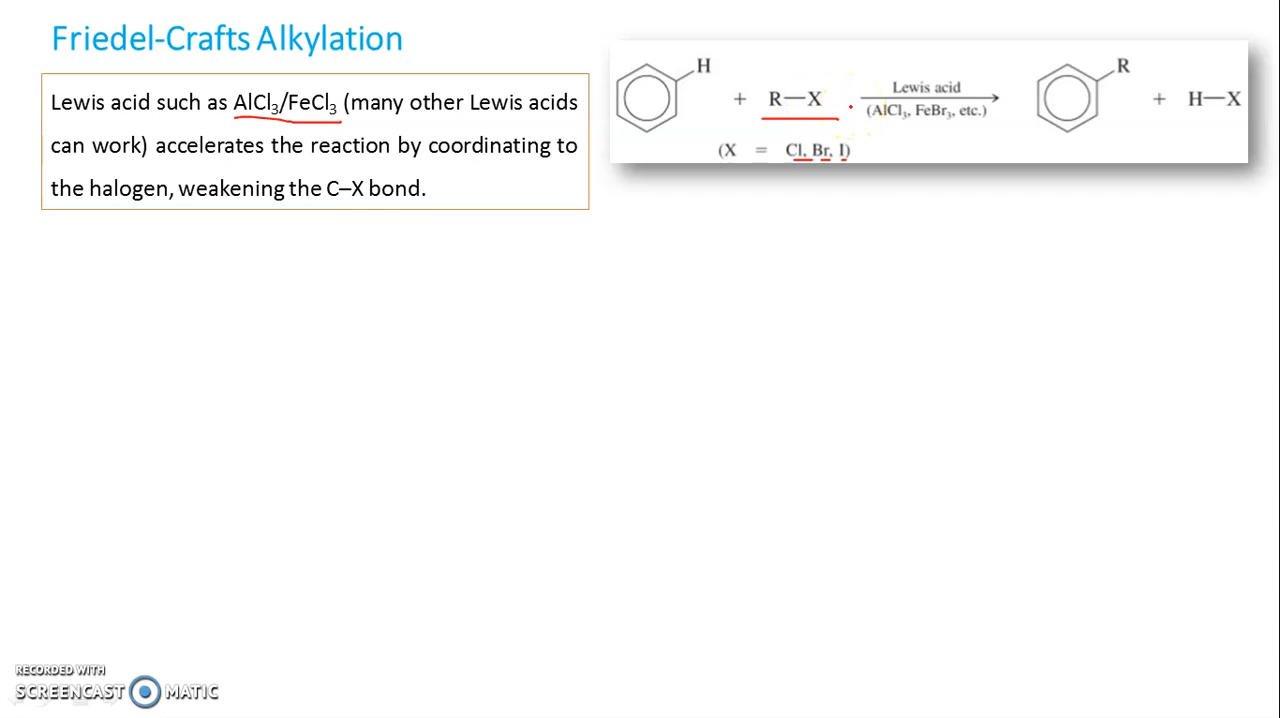 Friedel-Crafts Alkylation
Lewis acid such as AlCl₃/FeCl₃ (many other Lewis acids
can work) accelerates the reaction by coordinating to
the halogen, weakening the C–X bond.
H
+ R—X
Lewis acid
(AlCl₃, FeBr₃, etc.)
R
+ H—X
(X = Cl, Br, I)
RECORDED WITH
SCREENCAST MATIC